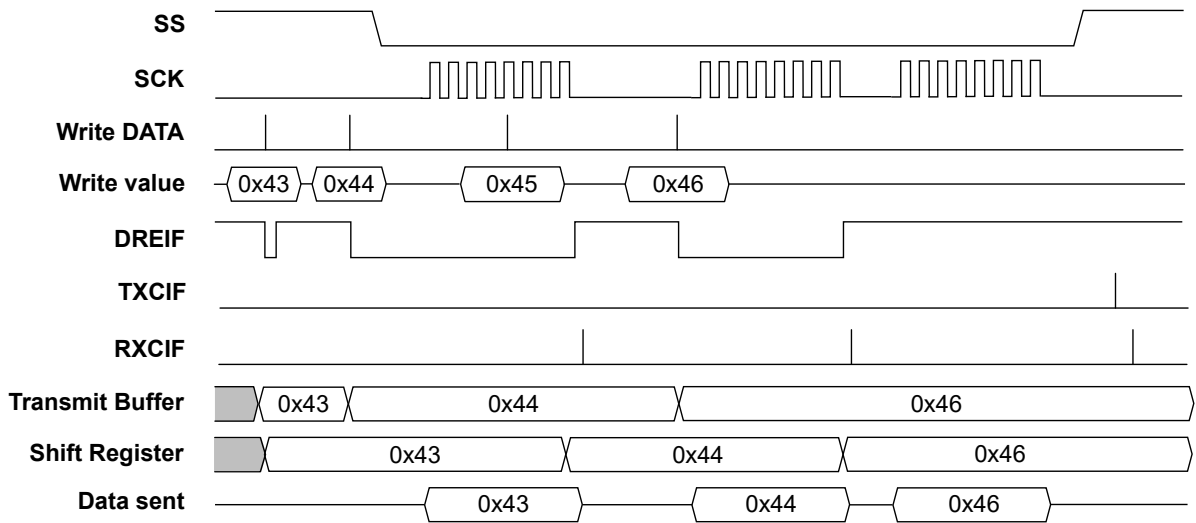 SS
SCK
Write DATA
Write value 0x43 0x44 0x45 0x46
DREIF
TXCIF
RXCIF
Transmit Buffer 0x43 0x44 0x46
Shift Register 0x43 0x44 0x46
Data sent 0x43 0x44 0x46